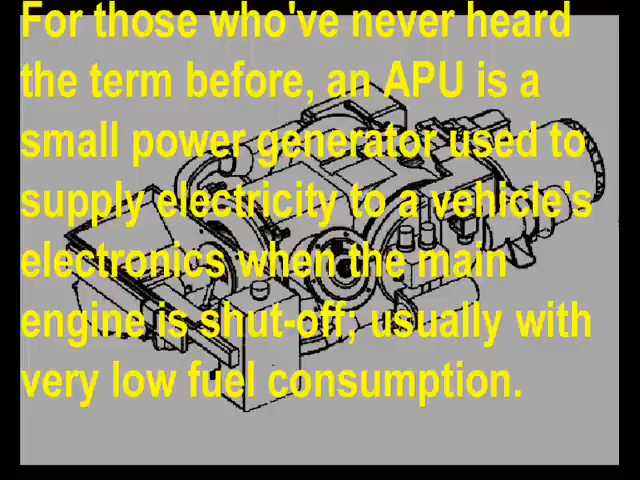 For those who've never heard
the term before, an APU is a
small power generator used to
supply electricity to a vehicle's
electronics when the main
engine is shut-off; usually with
very low fuel consumption.